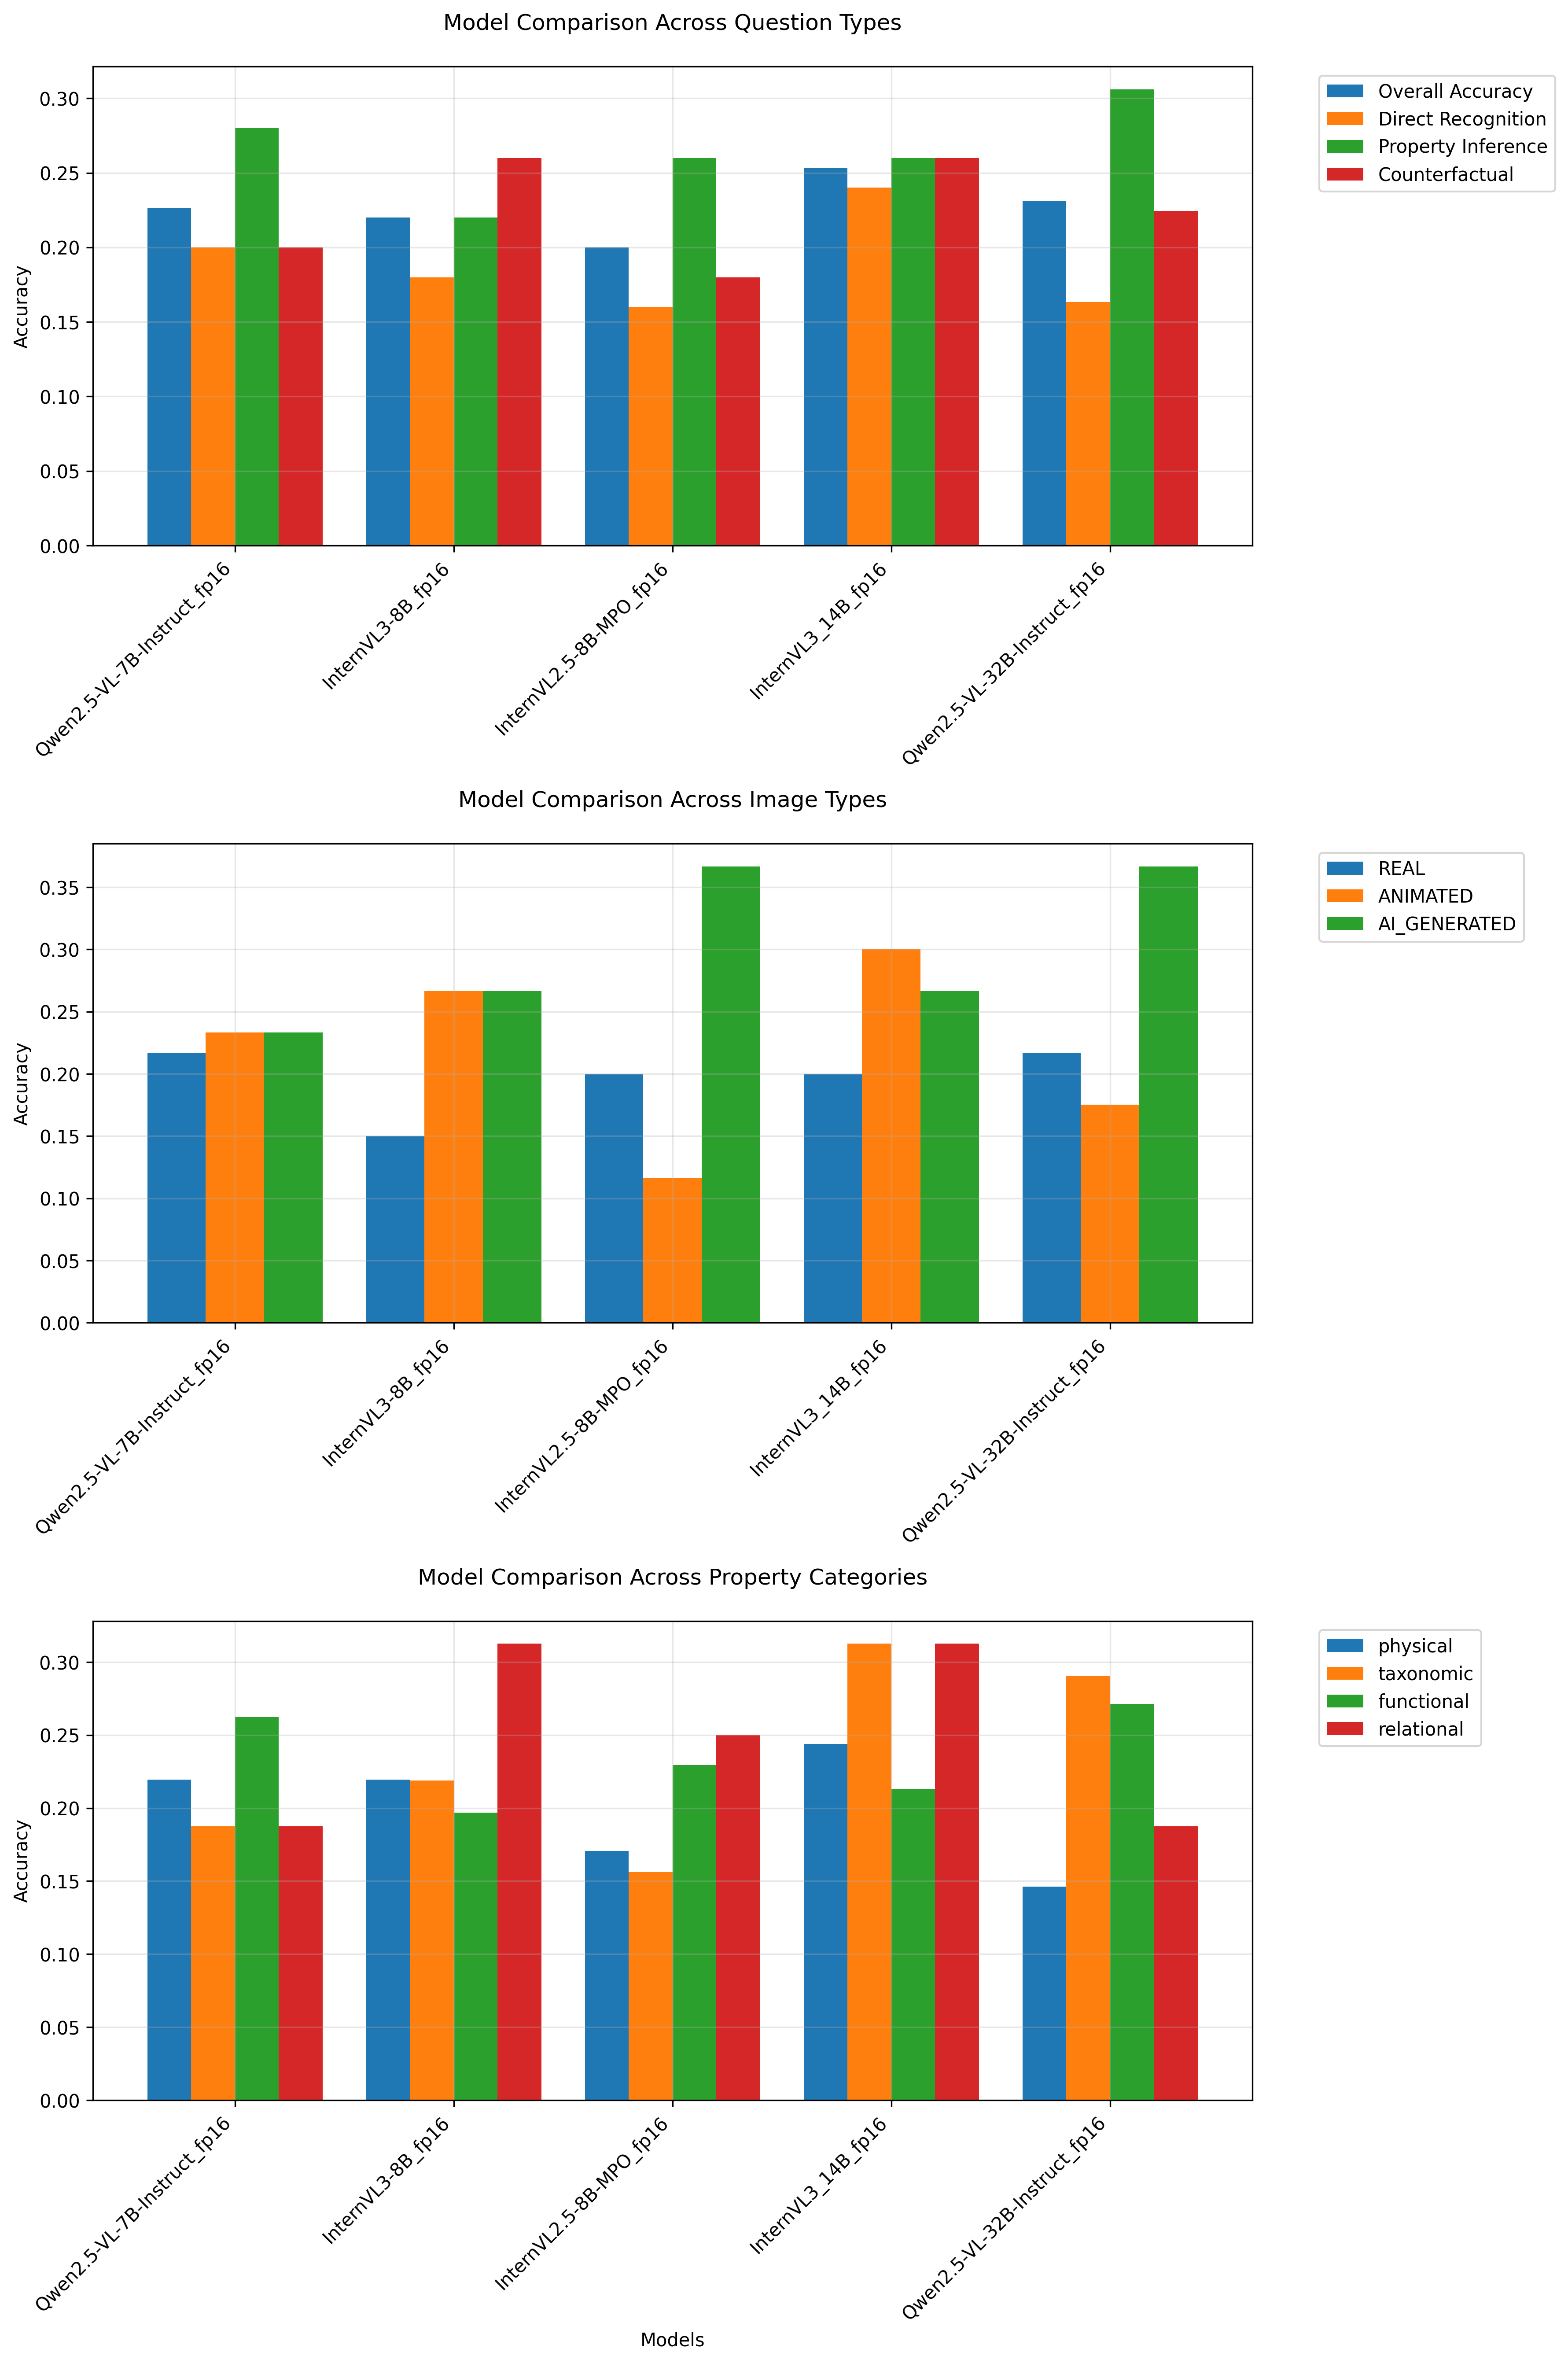 Model Comparison Across Question Types
Accuracy
0.30
0.25
0.20
0.15
0.10
0.05
0.00
Qwen2.5-VL-7B-Instruct_fp16
InternVL3-8B_fp16
InternVL2.5-8B-MPO_fp16
InternVL3_14B_fp16
Qwen2.5-VL-32B-Instruct_fp16
Overall Accuracy
Direct Recognition
Property Inference
Counterfactual
Model Comparison Across Image Types
Accuracy
0.35
0.30
0.25
0.20
0.15
0.10
0.05
0.00
Qwen2.5-VL-7B-Instruct_fp16
InternVL3-8B_fp16
InternVL2.5-8B-MPO_fp16
InternVL3_14B_fp16
Qwen2.5-VL-32B-Instruct_fp16
REAL
ANIMATED
AI_GENERATED
Model Comparison Across Property Categories
Accuracy
0.30
0.25
0.20
0.15
0.10
0.05
0.00
Qwen2.5-VL-7B-Instruct_fp16
InternVL3-8B_fp16
InternVL2.5-8B-MPO_fp16
InternVL3_14B_fp16
Qwen2.5-VL-32B-Instruct_fp16
Models
physical
taxonomic
functional
relational